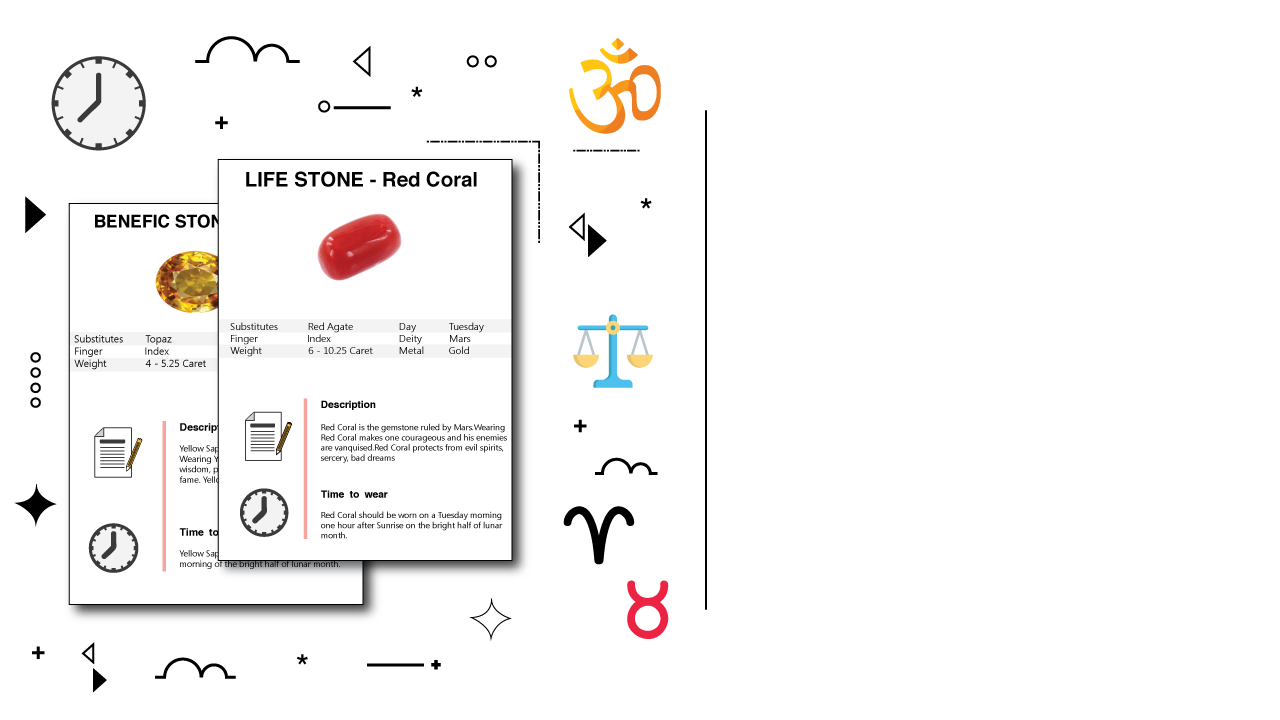 ॐ
LIFE STONE - Red Coral
Substitutes Red Agate Day Tuesday
Finger Index Deity Mars
Weight 6 - 10.25 Caret Metal Gold
Description
Red Coral is the gemstone ruled by Mars.Wearing
Red Coral makes one courageous and his enemies
are vanquised.Red Coral protects from evil spirits,
sercery, bad dreams
Time to wear
Red Coral should be worn on a Tuesday morning
one hour after Sunrise on the bright half of lunar
month.
BENEFIC
Substitutes Topaz
Finger Index
Weight 4 - 5.25 Caret
Yellow
Wearing
wisdom,
fame.
Time to
Yellow
morning of the bright half of lunar month.